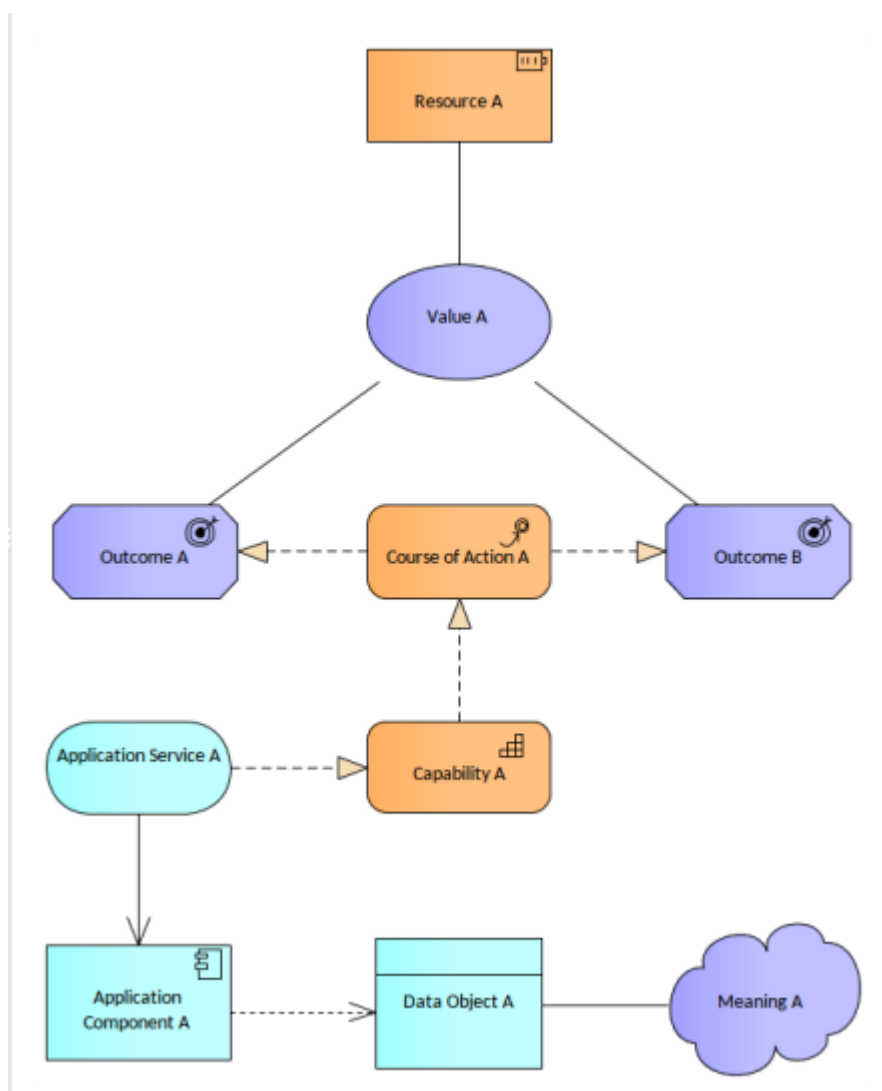 Resource A
Value A
Outcome A
Course of Action A
Outcome B
Application Service A
Capability A
Application
Component A
Data Object A
Meaning A